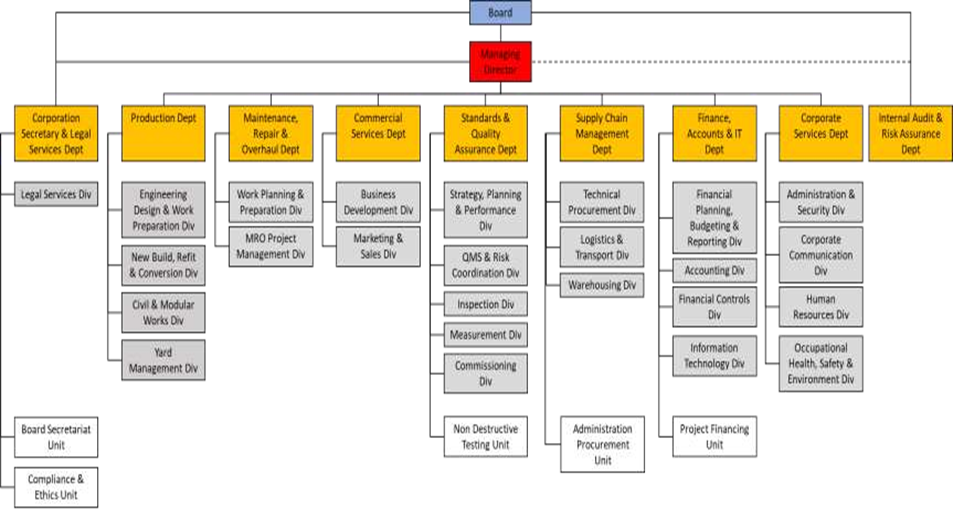 Board
Managing
Director
Corporation
Secretary & Legal
Services Dept
Production Dept
Maintenance,
Repair &
Overhaul Dept
Commercial
Services Dept
Standards &
Quality
Assurance Dept
Supply Chain
Management
Dept
Finance,
Accounts & IT
Dept
Corporate
Services Dept
Internal Audit &
Risk Assurance
Dept
Legal Services Div
Engineering
Design & Work
Preparation Div
New Build, Refit
& Conversion Div
Civil & Modular
Works Div
Yard
Management Div
Work Planning &
Preparation Div
MRO Project
Management Div
Business
Development Div
Marketing &
Sales Div
Strategy, Planning
& Performance
Div
QMS & Risk
Coordination Div
Inspection Div
Measurement Div
Commissioning
Div
Technical
Procurement Div
Logistics &
Transport Div
Warehousing Div
Financial
Planning,
Budgeting &
Reporting Div
Accounting Div
Financial Controls
Div
Information
Technology Div
Administration &
Security Div
Corporate
Communication
Div
Human
Resources Div
Occupational
Health, Safety &
Environment Div
Board Secretariat
Unit
Compliance &
Ethics Unit
Non Destructive
Testing Unit
Administration
Procurement
Unit
Project Financing
Unit